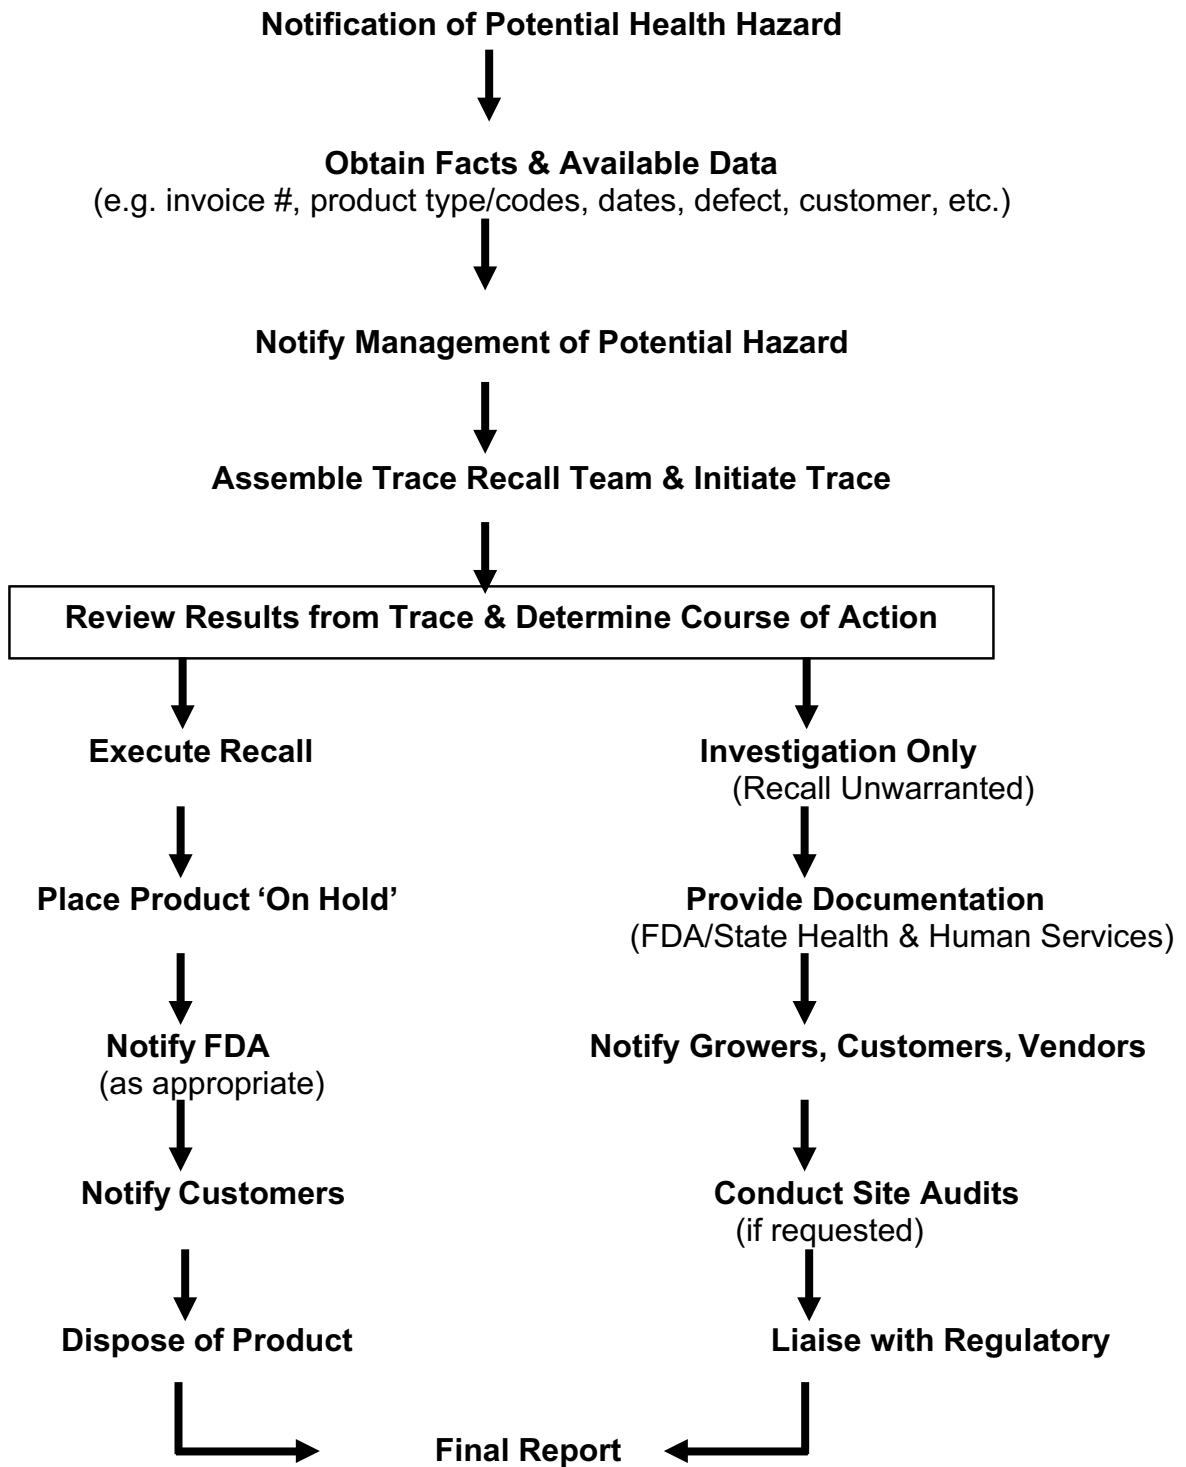 Notification of Potential Health Hazard
Obtain Facts & Available Data
(e.g. invoice #, product type/codes, dates, defect, customer, etc.)
Notify Management of Potential Hazard
Assemble Trace Recall Team & Initiate Trace
Review Results from Trace & Determine Course of Action
Execute Recall
Place Product ‘On Hold’
Notify FDA
(as appropriate)
Notify Customers
Dispose of Product
Investigation Only
(Recall Unwarranted)
Provide Documentation
(FDA/State Health & Human Services)
Notify Growers, Customers, Vendors
Conduct Site Audits
(if requested)
Liaise with Regulatory
Final Report